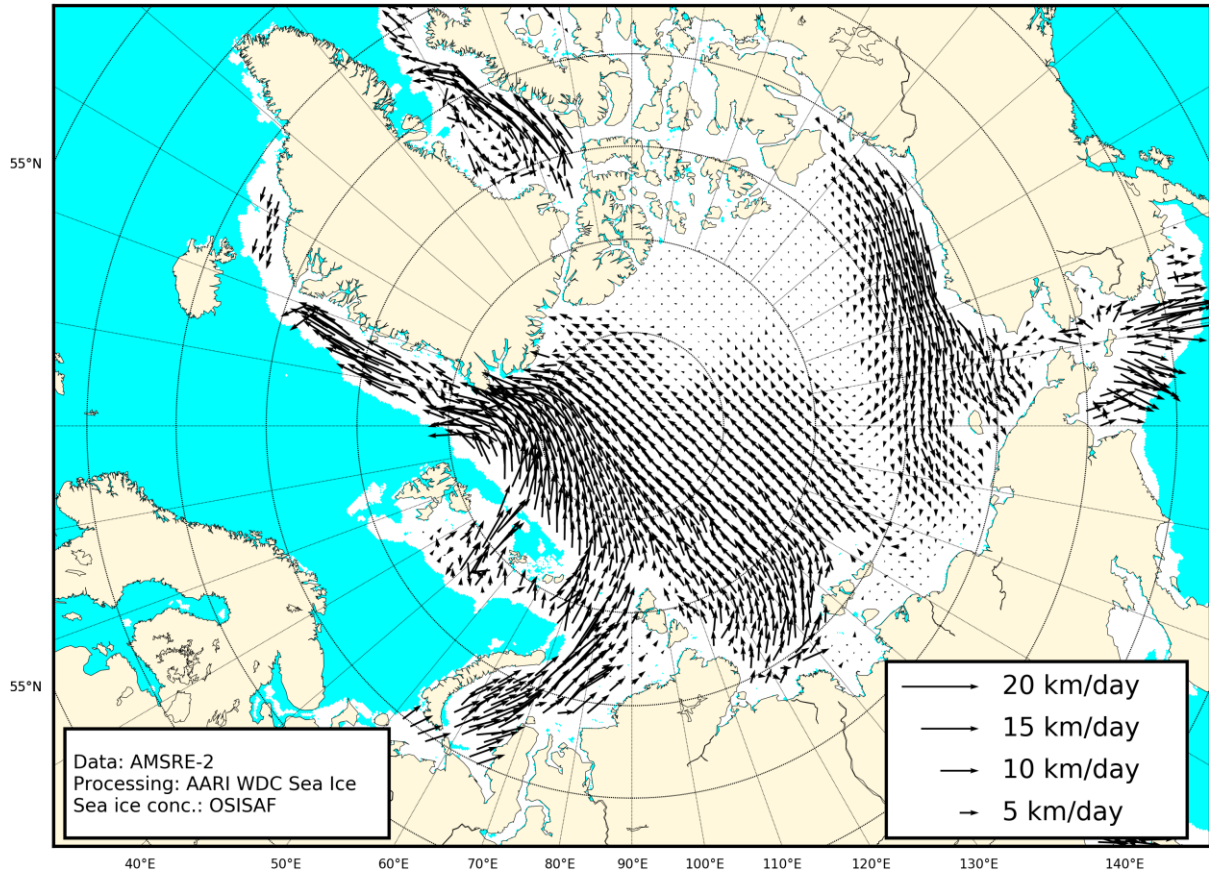 55°N
55°N
Data: AMSRE-2
Processing: AARI WDC Sea Ice
Sea ice conc.: OSISAF
20 km/day
15 km/day
10 km/day
5 km/day
40°E 50°E 60°E 70°E 80°E 90°E 100°E 110°E 120°E 130°E 140°E